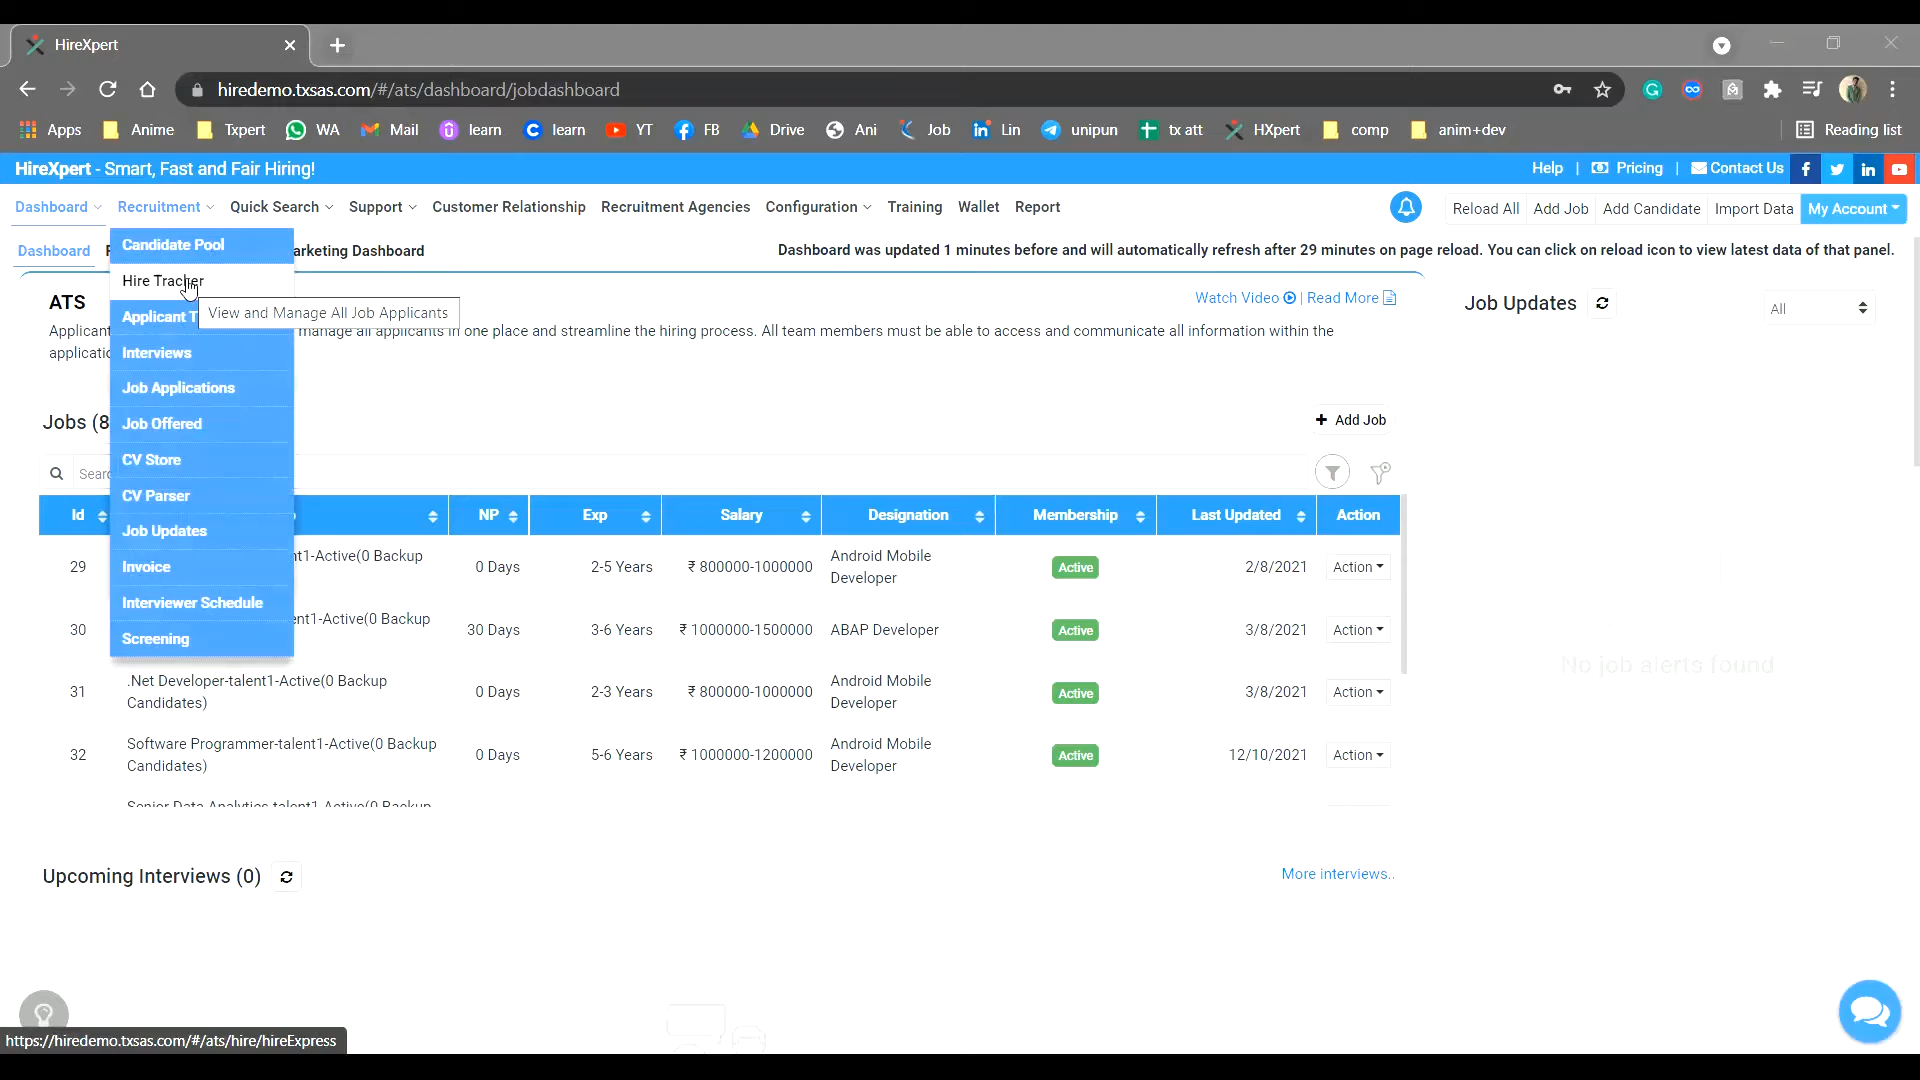 HireXpert
hiredemo.txsas.com/#/ats/dashboard/jobdashboard
Apps Anime Txpert WA Mail learn learn YT FB Drive Ani Job Lin unipun tx att HXpert comp anim+dev Reading list
HireXpert - Smart, Fast and Fair Hiring! Help | Pricing | Contact Us
Dashboard Recruitment Quick Search Support Customer Relationship Recruitment Agencies Configuration Training Wallet Report Reload All Add Job Add Candidate Import Data My Account
Dashboard arketing Dashboard Dashboard was updated 1 minutes before and will automatically refresh after 29 minutes on page reload. You can click on reload icon to view latest data of that panel.
Candidate Pool
Hire Tracker
Applicant T
Interviews
Job Applications
Job Offered
CV Store
CV Parser
Job Updates
Invoice
Interviewer Schedule
Screening
View and Manage All Job Applicants
ATS Watch Video | Read More
Applicant manage all applicants in one place and streamline the hiring process. All team members must be able to access and communicate all information within the
applicatio
Job Updates All
No job alerts found
Jobs (8 + Add Job
Searc
Id NP Exp Salary Designation Membership Last Updated Action
29 nt1-Active(0 Backup 0 Days 2-5 Years ₹ 800000-1000000 Android Mobile Developer Active 2/8/2021 Action
30 ent1-Active(0 Backup 30 Days 3-6 Years ₹ 1000000-1500000 ABAP Developer Active 3/8/2021 Action
31 .Net Developer-talent1-Active(0 Backup Candidates) 0 Days 2-3 Years ₹ 800000-1000000 Android Mobile Developer Active 3/8/2021 Action
32 Software Programmer-talent1-Active(0 Backup Candidates) 0 Days 5-6 Years ₹ 1000000-1200000 Android Mobile Developer Active 12/10/2021 Action
Senior Data Analytics-talent1-Active(0 Backup
Upcoming Interviews (0) More interviews..
https://hiredemo.txsas.com/#/ats/hire/hireExpress